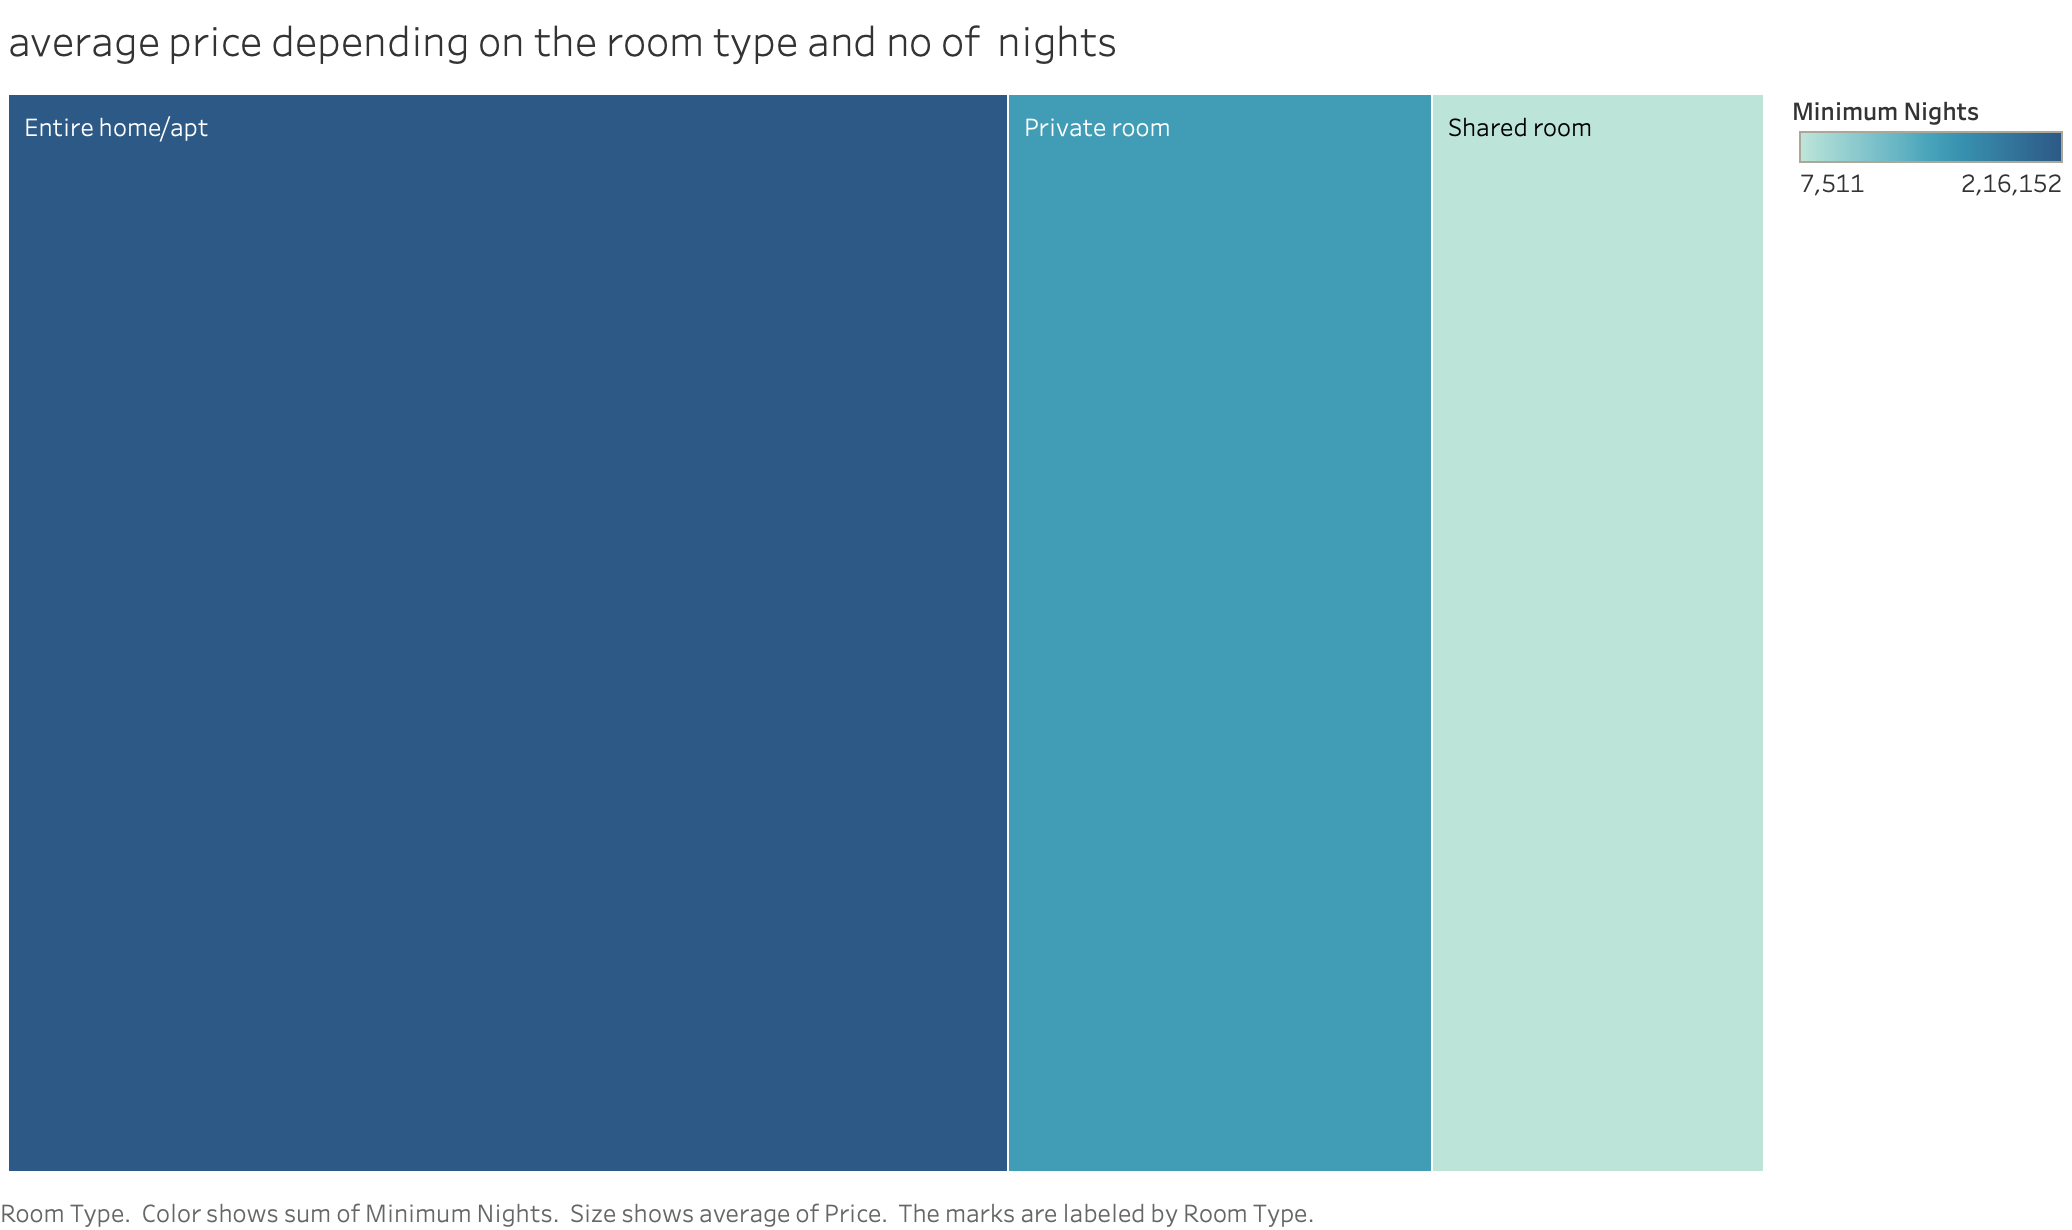 average price depending on the room type and no of  nights
Entire home/apt
Private room
Shared room
Minimum Nights
7,511
2,16,152
Room Type.  Color shows sum of Minimum Nights.  Size shows average of Price.  The marks are labeled by Room Type.